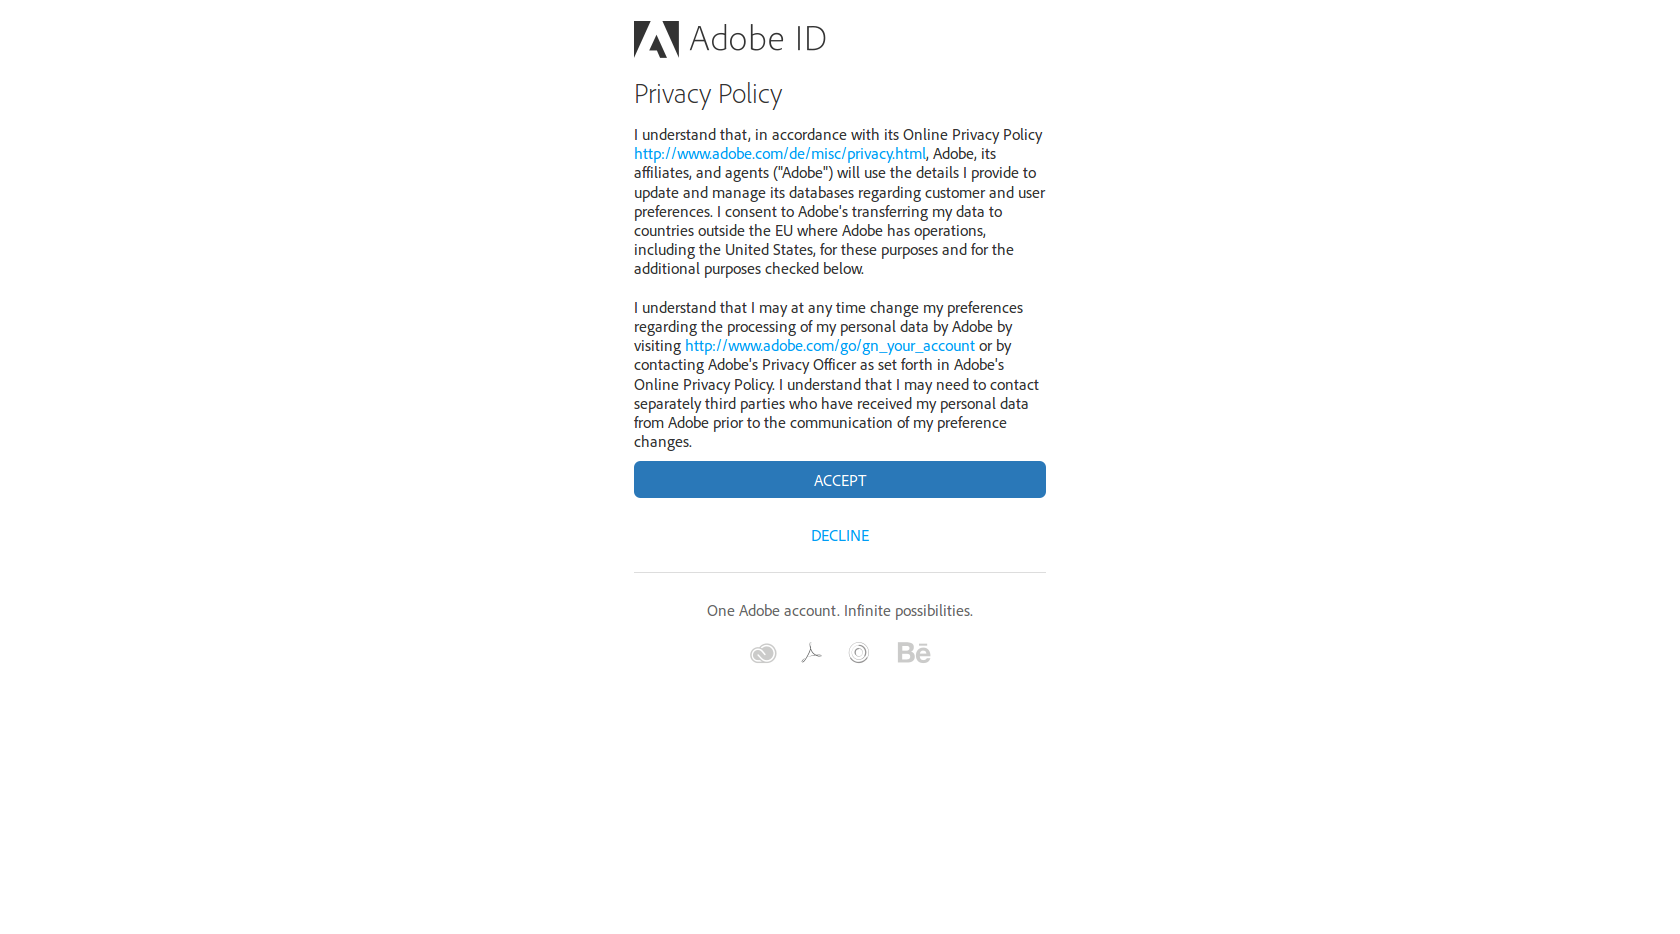 Adobe ID
Privacy Policy
I understand that, in accordance with its Online Privacy Policy
http://www.adobe.com/de/misc/privacy.html, Adobe, its
affiliates, and agents ("Adobe") will use the details I provide to
update and manage its databases regarding customer and user
preferences. I consent to Adobe's transferring my data to
countries outside the EU where Adobe has operations,
including the United States, for these purposes and for the
additional purposes checked below.
I understand that I may at any time change my preferences
regarding the processing of my personal data by Adobe by
visiting http://www.adobe.com/go/gn_your_account or by
contacting Adobe's Privacy Officer as set forth in Adobe's
Online Privacy Policy. I understand that I may need to contact
separately third parties who have received my personal data
from Adobe prior to the communication of my preference
changes.
ACCEPT
DECLINE
One Adobe account. Infinite possibilities.
Bē